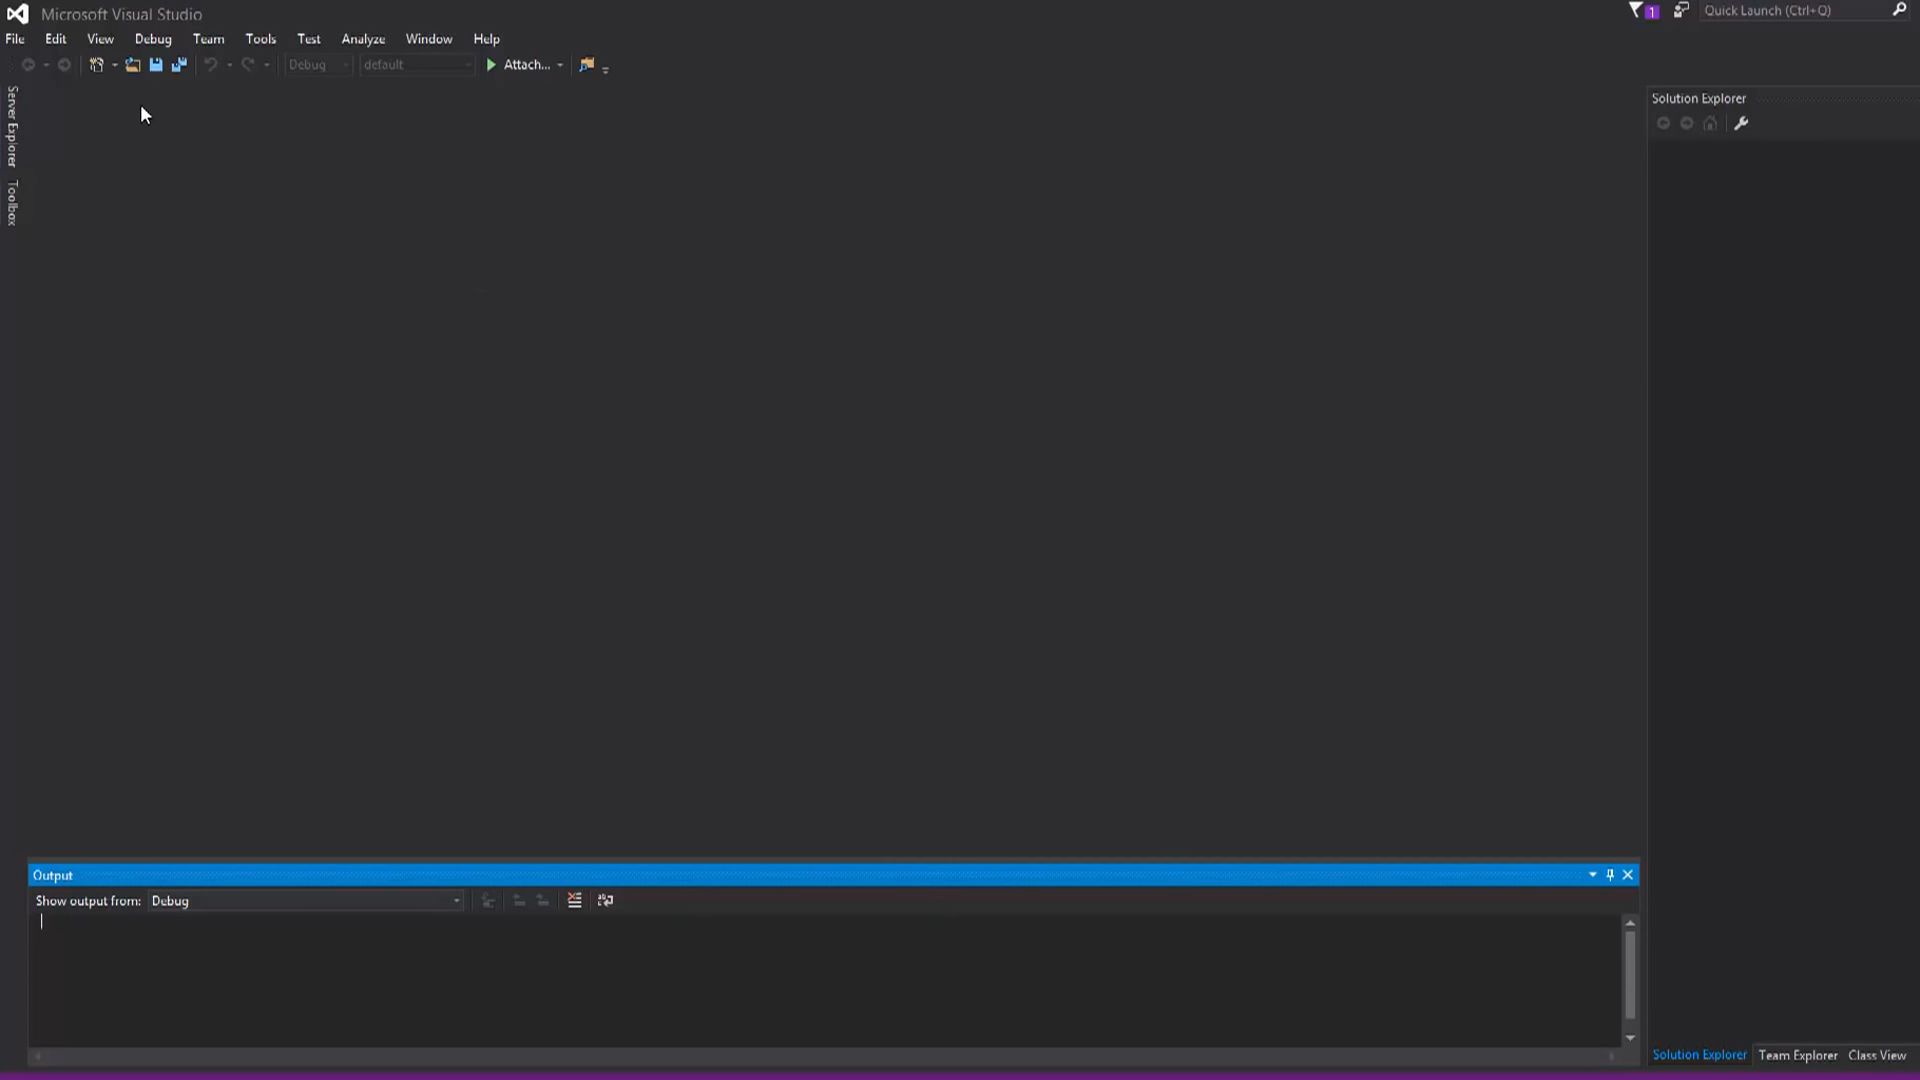 Microsoft Visual Studio
1
Quick Launch (Ctrl+Q)
File Edit View Debug Team Tools Test Analyze Window Help
Debug default Attach...
Server Explorer
Toolbox
Solution Explorer
Output
Show output from: Debug
Solution Explorer Team Explorer Class View